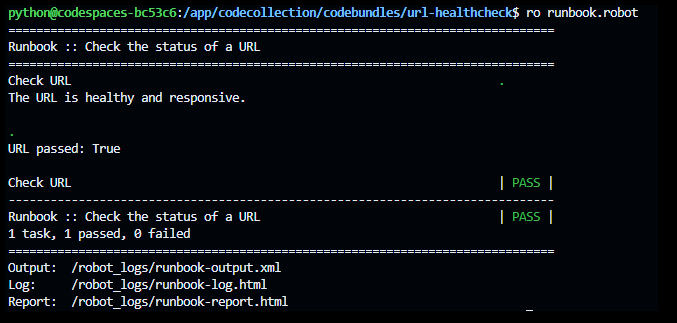 python@codespaces-bc53c6:/app/codecollection/codebundles/url-healthcheck$ ro runbook.robot
==============================================================================
Runbook :: Check the status of a URL
==============================================================================
Check URL                                                             .
The URL is healthy and responsive.
.
URL passed: True
Check URL                                                             | PASS |
------------------------------------------------------------------------------
Runbook :: Check the status of a URL                                  | PASS |
1 task, 1 passed, 0 failed
==============================================================================
Output:  /robot_logs/runbook-output.xml
Log:     /robot_logs/runbook-log.html
Report:  /robot_logs/runbook-report.html